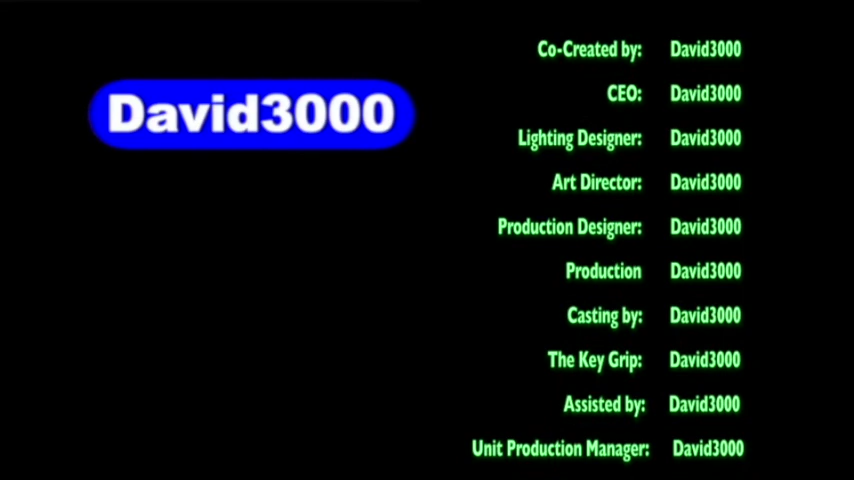 David3000
Co-Created by: David3000
CEO: David3000
Lighting Designer: David3000
Art Director: David3000
Production Designer: David3000
Production David3000
Casting by: David3000
The Key Grip: David3000
Assisted by: David3000
Unit Production Manager: David3000